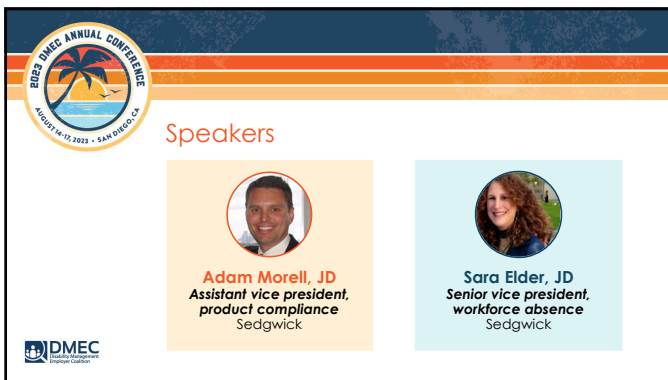 2023 DMEC ANNUAL CONFERENCE
AUGUST 14-17, 2023 • SAN DIEGO, CA
Speakers
Adam Morell, JD
Assistant vice president,
product compliance
Sedgwick
Sara Elder, JD
Senior vice president,
workforce absence
Sedgwick
DMEC
Disability Management
Employer Coalition